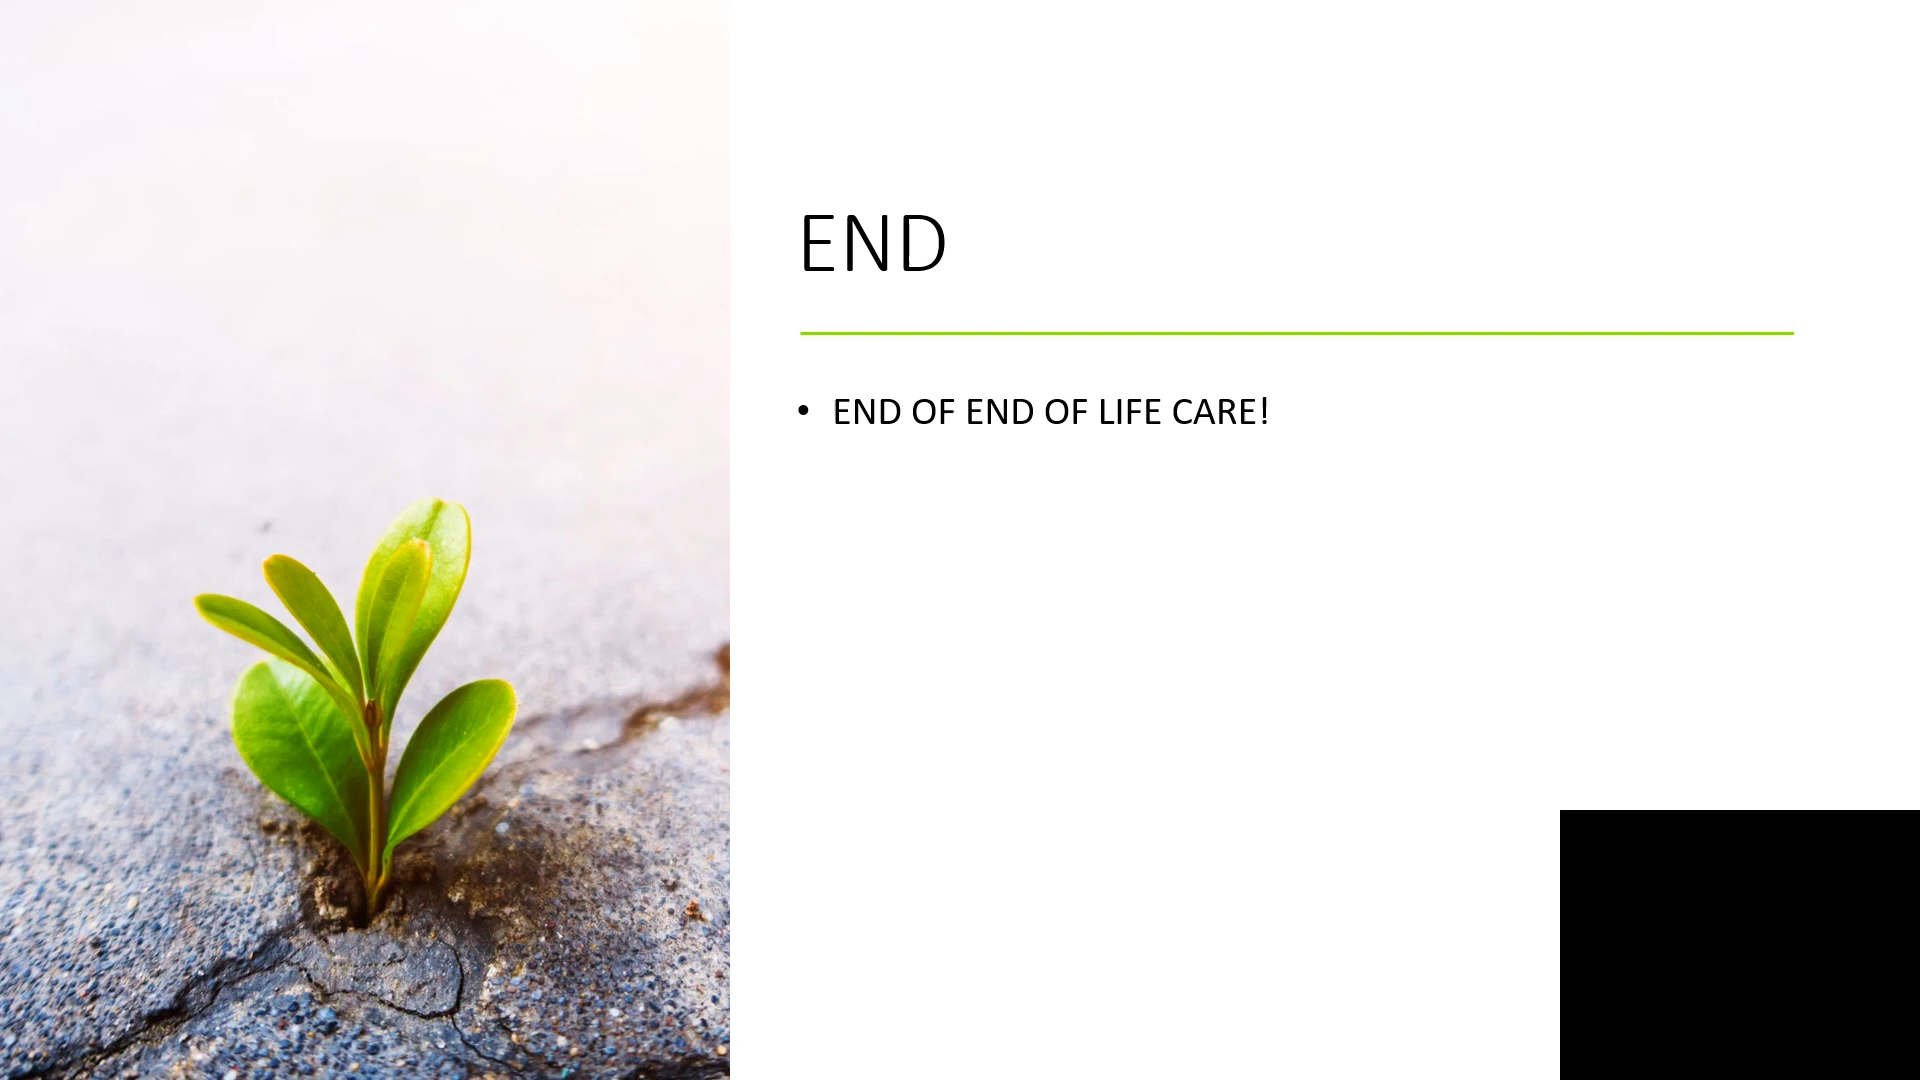 END
• END OF END OF LIFE CARE!